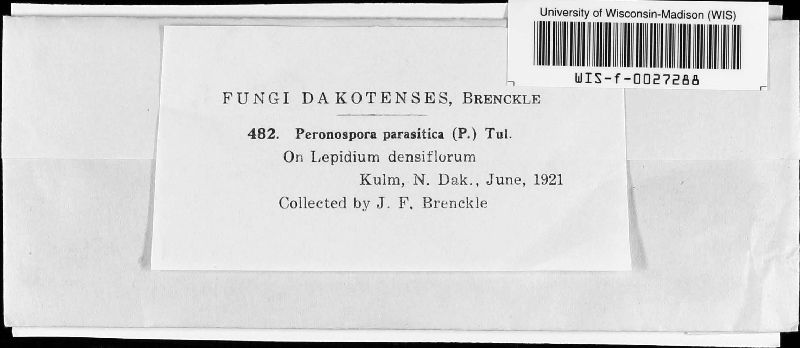 University of Wisconsin-Madison (WIS)
WIS-f-0027288
FUNGI DAKOTENSES, BRENCKLE
482. Peronospora parasitica (P.) Tul.
On Lepidium densiflorum
Kulm, N. Dak., June, 1921
Collected by J. F. Brenckle